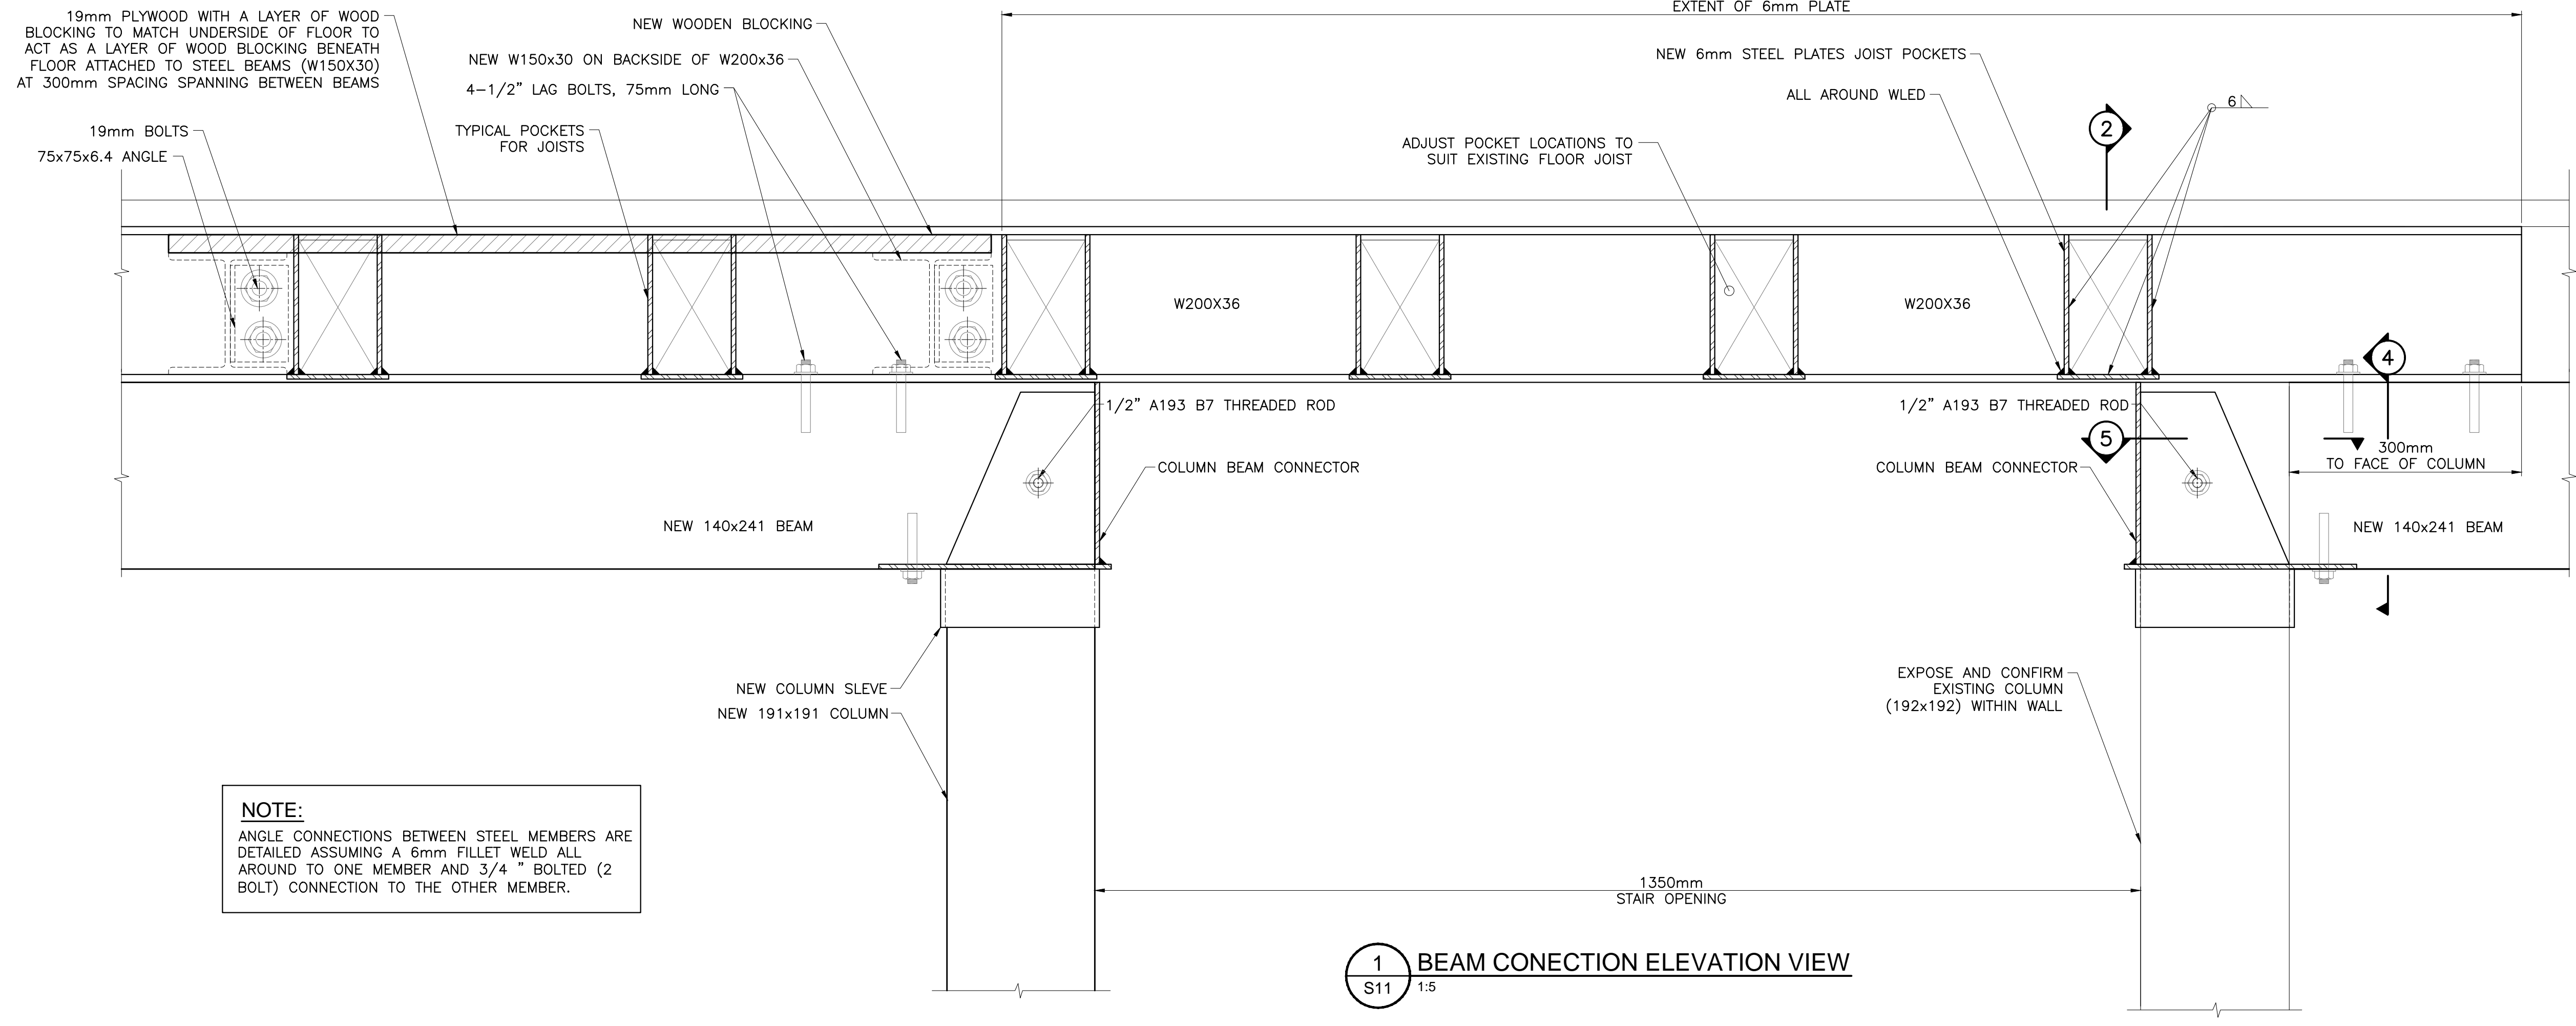 19mm PLYWOOD WITH A LAYER OF WOOD
BLOCKING TO MATCH UNDERSIDE OF FLOOR TO
ACT AS A LAYER OF WOOD BLOCKING BENEATH
FLOOR ATTACHED TO STEEL BEAMS (W150X30)
AT 300mm SPACING SPANNING BETWEEN BEAMS
19mm BOLTS
75x75x6.4 ANGLE
NEW WOODEN BLOCKING
NEW W150x30 ON BACKSIDE OF W200x36
4-1/2" LAG BOLTS, 75mm LONG
TYPICAL POCKETS
FOR JOISTS
EXTENT OF 6mm PLATE
NEW 6mm STEEL PLATES JOIST POCKETS
ALL AROUND WLED
ADJUST POCKET LOCATIONS TO
SUIT EXISTING FLOOR JOIST
6
2
W200X36
W200X36
4
1/2" A193 B7 THREADED ROD
1/2" A193 B7 THREADED ROD
5
300mm
TO FACE OF COLUMN
COLUMN BEAM CONNECTOR
COLUMN BEAM CONNECTOR
NEW 140x241 BEAM
NEW 140x241 BEAM
NEW COLUMN SLEVE
NEW 191x191 COLUMN
EXPOSE AND CONFIRM
EXISTING COLUMN
(192x192) WITHIN WALL
NOTE:
ANGLE CONNECTIONS BETWEEN STEEL MEMBERS ARE
DETAILED ASSUMING A 6mm FILLET WELD ALL
AROUND TO ONE MEMBER AND 3/4 " BOLTED (2
BOLT) CONNECTION TO THE OTHER MEMBER.
1350mm
STAIR OPENING
1
S11
BEAM CONECTION ELEVATION VIEW
1:5